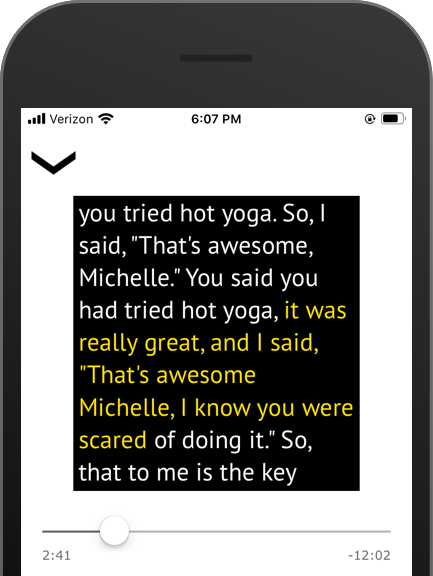 Verizon 6:07 PM
you tried hot yoga. So, I
said, "That's awesome,
Michelle." You said you
had tried hot yoga, it was
really great, and I said,
"That's awesome
Michelle, I know you were
scared of doing it." So,
that to me is the key
2:41 -12:02